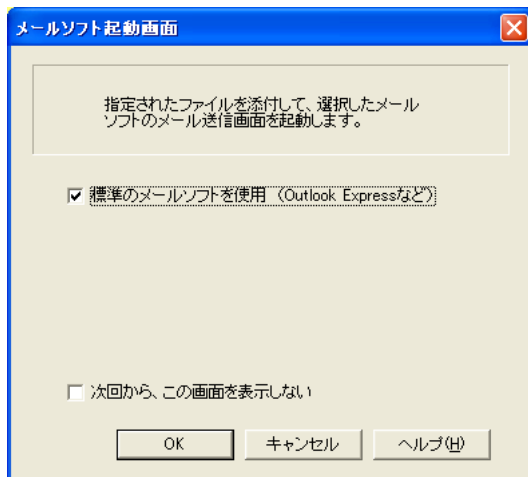 メールソフト起動画面
指定されたファイルを添付して、選択したメール
ソフトのメール送信画面を起動します。
標準のメールソフトを使用 (Outlook Expressなど)
次回から、この画面を表示しない
OK キャンセル ヘルプ(H)